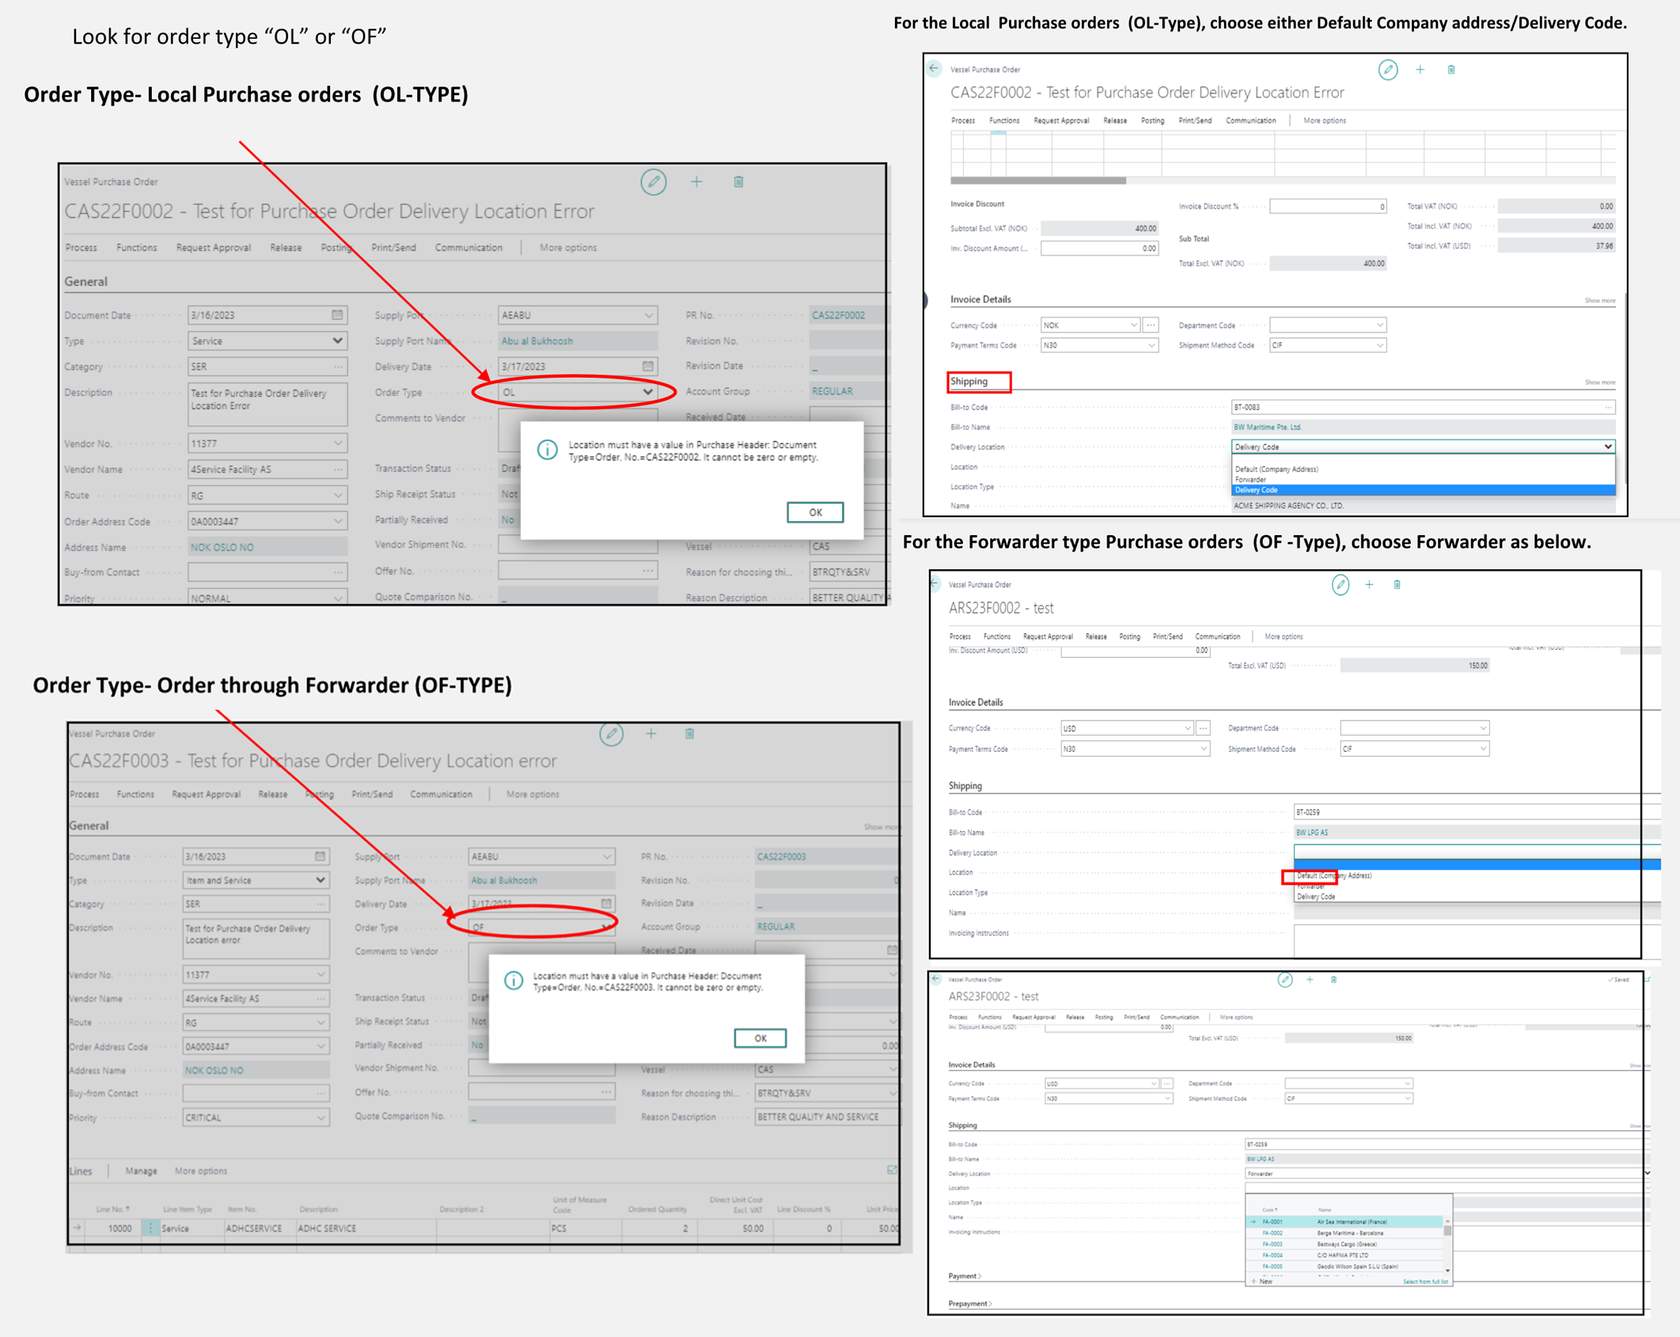 Look for order type “OL” or “OF”
Order Type- Local Purchase orders  (OL-TYPE)
Vessel Purchase Order
CAS22F0002 - Test for Purchase Order Delivery Location Error
Process Functions Request Approval Release Posting Print/Send Communication | More options
General
Document Date 3/16/2023 Supply Port AEABU PR No. CAS22F0002
Type Service Supply Port Name Abu al Bukhoosh Revision No.
Category SER Delivery Date 3/17/2023 Revision Date _
Description Test for Purchase Order Delivery Location Error Order Type OL Account Group REGULAR
Comments to Vendor Received Date
Location must have a value in Purchase Header: Document
Type=Order, No.=CAS22F0002. It cannot be zero or empty.
OK
Vendor No. 11377
Vendor Name 4Service Facility AS Transaction Status Draf
Route RG Ship Receipt Status Not
Order Address Code 0A0003447 Partially Received No
Address Name NOK OSLO NO Vendor Shipment No. Vessel CAS
Buy-from Contact Offer No. Reason for choosing thi... BTRQTY&SRV
Priority NORMAL Quote Comparison No. _ Reason Description BETTER QUALITY A
Order Type- Order through Forwarder (OF-TYPE)
Vessel Purchase Order
CAS22F0003 - Test for Purchase Order Delivery Location error
Process Functions Request Approval Release Posting Print/Send Communication | More options
General Show more
Document Date 3/16/2023 Supply Port AEABU PR No. CAS22F0003
Type Item and Service Supply Port Name Abu al Bukhoosh Revision No. 0
Category SER Delivery Date 3/17/2023 Revision Date _
Description Test for Purchase Order Delivery Location error Order Type OF Account Group REGULAR
Comments to Vendor Received Date
Location must have a value in Purchase Header: Document
Type=Order, No.=CAS22F0003. It cannot be zero or empty.
OK
Vendor No. 11377
Vendor Name 4Service Facility AS Transaction Status Draf
Route RG Ship Receipt Status Not
Order Address Code 0A0003447 Partially Received No 0.00
Address Name NOK OSLO NO Vendor Shipment No. Vessel CAS
Buy-from Contact Offer No. Reason for choosing thi... BTRQTY&SRV
Priority CRITICAL Quote Comparison No. _ Reason Description BETTER QUALITY AND SERVICE
Lines | Manage More options
Line No. ↑ Line Item Type Item No. Description Description 2 Unit of Measure Code Ordered Quantity Direct Unit Cost Excl. VAT Line Discount % Unit Price
→ 10000 Service ADHCSERVICE ADHC SERVICE PCS 2 50.00 0 50.00
For the Local  Purchase orders  (OL-Type), choose either Default Company address/Delivery Code.
Vessel Purchase Order
CAS22F0002 - Test for Purchase Order Delivery Location Error
Process Functions Request Approval Release Posting Print/Send Communication | More options
Invoice Discount Invoice Discount % 0 Total VAT (NOK) 0.00
Subtotal Excl. VAT (NOK) 400.00 Total Incl. VAT (NOK) 400.00
Inv. Discount Amount (... 0.00 Sub Total Total Incl. VAT (USD) 37.96
Total Excl. VAT (NOK) 400.00
Invoice Details Show more
Currency Code NOK Department Code
Payment Terms Code N30 Shipment Method Code CIF
Shipping Show more
Bill-to Code BT-0083
Bill-to Name BW Maritime Pte. Ltd.
Delivery Location Delivery Code
Location Default (Company Address)
Forwarder
Location Type Delivery Code
Name ACME SHIPPING AGENCY CO., LTD.
For the Forwarder type Purchase orders  (OF -Type), choose Forwarder as below.
Vessel Purchase Order
ARS23F0002 - test
Process Functions Request Approval Release Posting Print/Send Communication | More options
Inv. Discount Amount (USD) 0.00
Total Excl. VAT (USD) 150.00
Invoice Details
Currency Code USD Department Code
Payment Terms Code N30 Shipment Method Code CIF
Shipping
Bill-to Code BT-0259
Bill-to Name BW LPG AS
Delivery Location
Location Default (Company Address)
Forwarder
Location Type Delivery Code
Name
Invoicing Instructions
Vessel Purchase Order ✓ Saved
ARS23F0002 - test
Process Functions Request Approval Release Posting Print/Send Communication | More options
Inv. Discount Amount (USD) 0.00
Total Excl. VAT (USD) 150.00
Invoice Details
Currency Code USD Department Code
Payment Terms Code N30 Shipment Method Code CIF
Shipping
Bill-to Code BT-0259
Bill-to Name BW LPG AS
Delivery Location Forwarder
Location
Location Type
Name Code ↑ Name
→ FA-0001 Air Sea International (France)
Invoicing Instructions FA-0002 Berge Maritima - Barcelona
FA-0003 Bestways Cargo (Greece)
FA-0004 C/O HAFNIA PTE LTD
FA-0005 Geodis Wilson Spain S.L.U (Spain)
+ New Select from full list
Payment >
Prepayment >